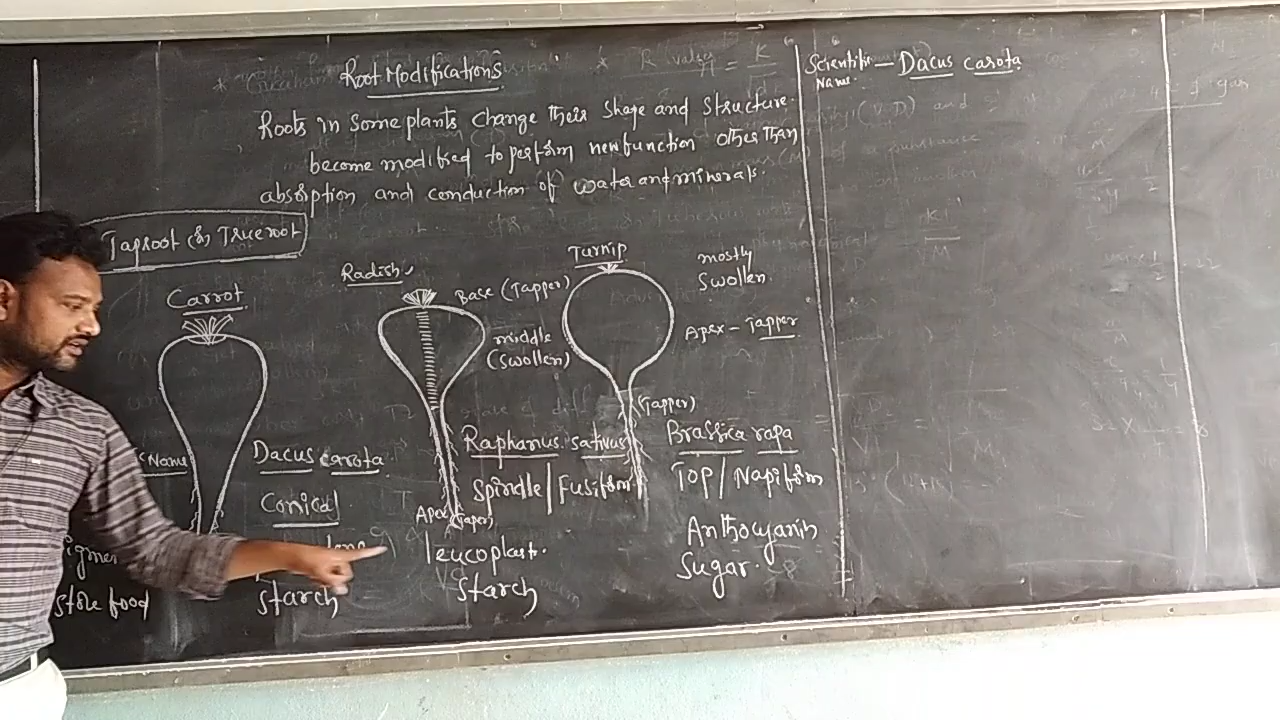 Root Modifications
Roots in some plants change their shape and structure.
become modified to perform new function other than
absorption and conduction of water and minerals.
Taproot (or) True root
Carrot
Radish
Base (Tapper)
middle
(Swollen)
Apex (Taper)
Turnip
mostly
Swollen
Apex - Tapper
(Tapper)
Name
Dacus carota
Conical
starch
store food
Raphanus sativus
Spindle/Fusiform
leucoplast.
starch
Brassica rapa
Top/Napiform
Anthocyanin
Sugar.
Scientific Name - Dacus carota